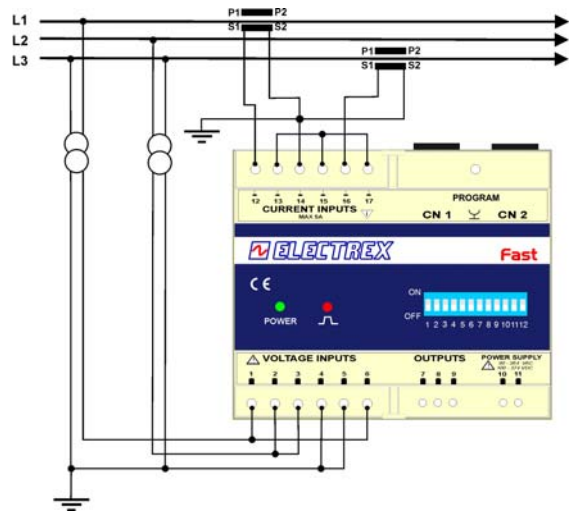 L1
P1 P2
S1 S2
L2
L3
P1 P2
S1 S2
12 13 14 15 16 17
CURRENT INPUTS
MAX 5A
PROGRAM
CN 1 CN 2
ELECTREX
Fast
CE
POWER
ON
OFF
1 2 3 4 5 6 7 8 9 10 11 12
VOLTAGE INPUTS
1 2 3 4 5 6
OUTPUTS
7 8 9
POWER SUPPLY
10 11